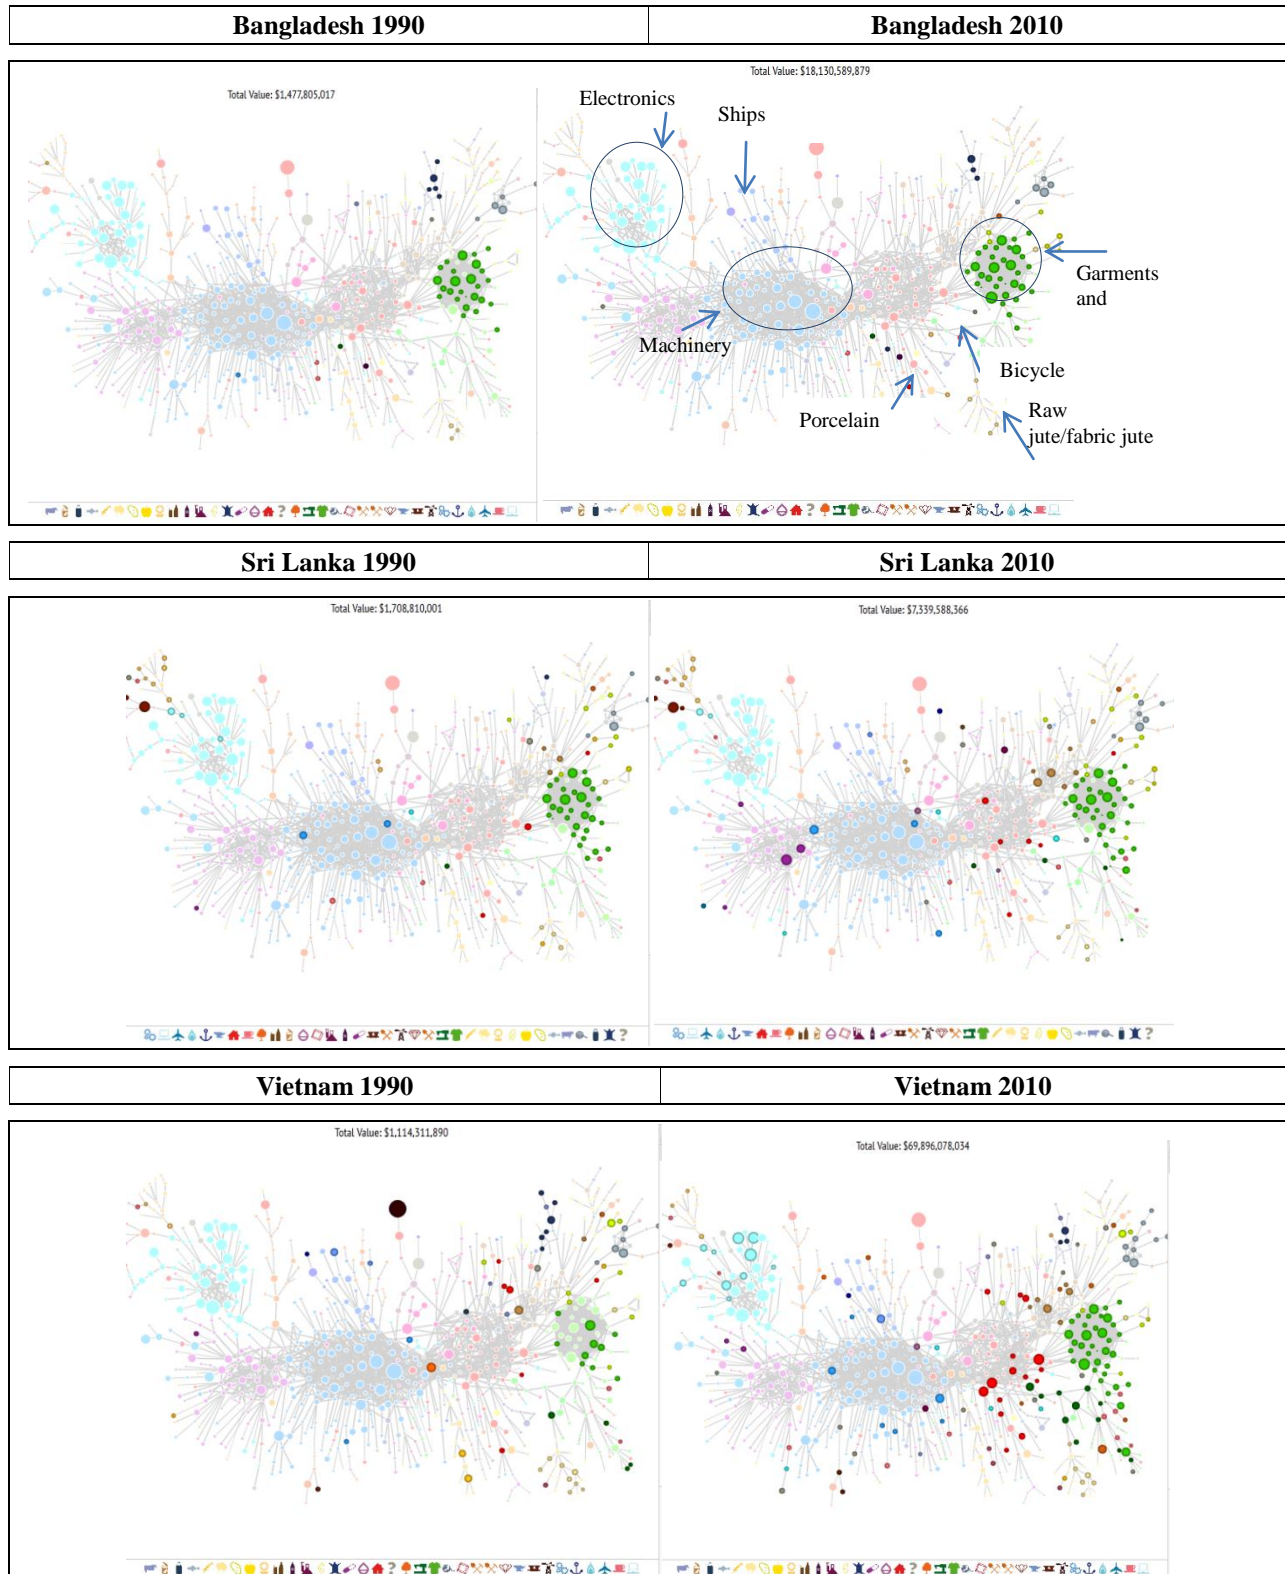 Bangladesh 1990
Bangladesh 2010
Total Value: $1,477,805,017
Total Value: $18,130,589,879
Electronics
Ships
Garments
and
Machinery
Bicycle
Porcelain
Raw
jute/fabric jute
Sri Lanka 1990
Sri Lanka 2010
Total Value: $1,708,810,001
Total Value: $7,339,588,366
Vietnam 1990
Vietnam 2010
Total Value: $1,114,311,890
Total Value: $69,896,078,034